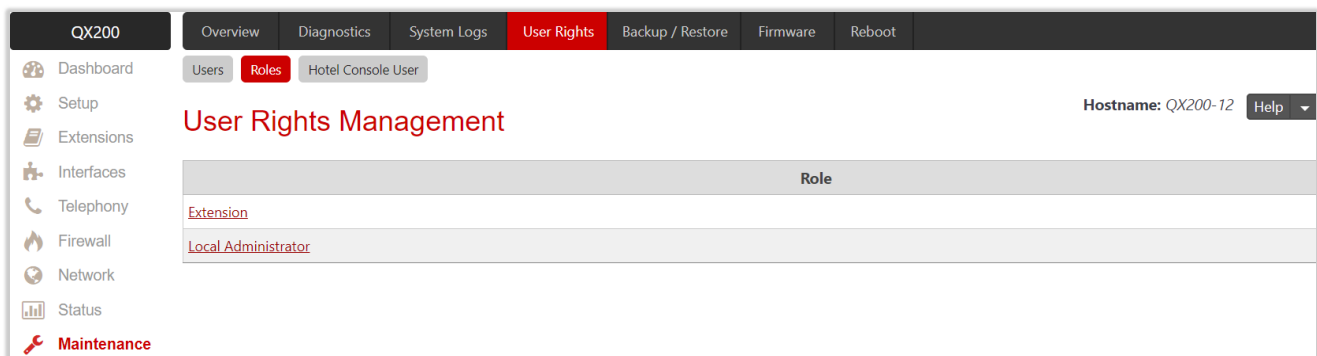 QX200 Overview Diagnostics System Logs User Rights Backup / Restore Firmware Reboot
Dashboard Users Roles Hotel Console User
Setup
Hostname: QX200-12 Help
User Rights Management
Extensions
Interfaces
Role
Telephony
Extension
Firewall
Local Administrator
Network
Status
Maintenance